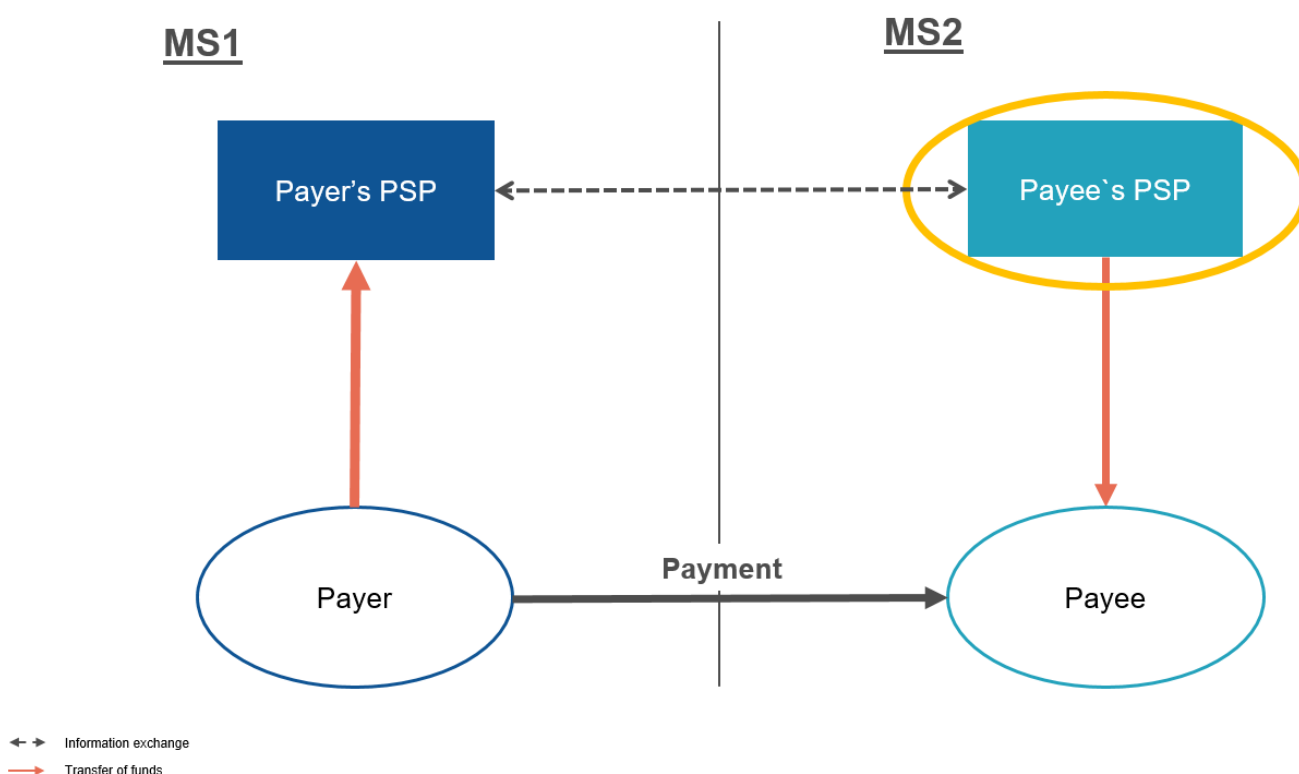 MS1
MS2
Payer’s PSP
Payee`s PSP
Payment
Payer
Payee
Information exchange
Transfer of funds